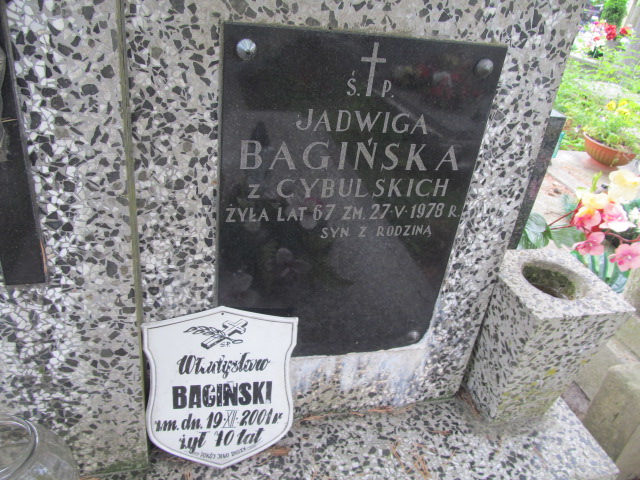 Ś. P.
JADWIGA
BAGIŃSKA
Z CYBULSKICH
ŻYŁA LAT 67 ZM. 27·V·1978 R.
SYN Z RODZINĄ
Ś.P.
Władysław
BAGIŃSKI
zm. dn. 19 XII 2001 r
żył 70 lat